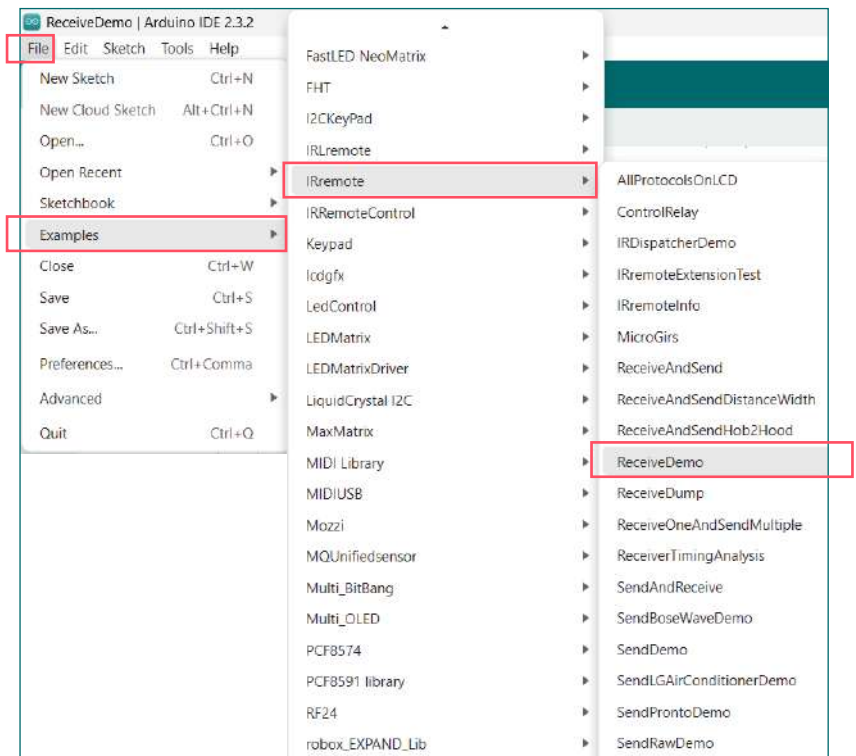 ReceiveDemo | Arduino IDE 2.3.2
File Edit Sketch Tools Help
New Sketch Ctrl+N
New Cloud Sketch Alt+Ctrl+N
Open... Ctrl+O
Open Recent
Sketchbook
Examples
Close Ctrl+W
Save Ctrl+S
Save As... Ctrl+Shift+S
Preferences... Ctrl+Comma
Advanced
Quit Ctrl+Q
FastLED NeoMatrix
FHT
I2CKeyPad
IRLremote
IRremote
IRRemoteControl
Keypad
lcdgfx
LedControl
LEDMatrix
LEDMatrixDriver
LiquidCrystal I2C
MaxMatrix
MIDI Library
MIDIUSB
Mozzi
MQUnifiedsensor
Multi_BitBang
Multi_OLED
PCF8574
PCF8591 library
RF24
robox_EXPAND_Lib
AllProtocolsOnLCD
ControlRelay
IRDispatcherDemo
IRremoteExtensionTest
IRremoteInfo
MicroGirs
ReceiveAndSend
ReceiveAndSendDistanceWidth
ReceiveAndSendHob2Hood
ReceiveDemo
ReceiveDump
ReceiveOneAndSendMultiple
ReceiverTimingAnalysis
SendAndReceive
SendBoseWaveDemo
SendDemo
SendLGAirConditionerDemo
SendProntoDemo
SendRawDemo